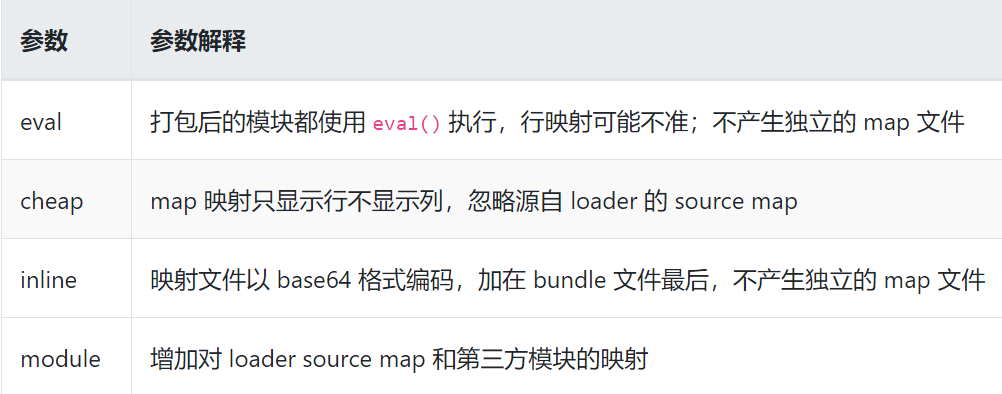 参数 参数解释
eval 打包后的模块都使用 eval() 执行，行映射可能不准；不产生独立的 map 文件
cheap map 映射只显示行不显示列，忽略源自 loader 的 source map
inline 映射文件以 base64 格式编码，加在 bundle 文件最后，不产生独立的 map 文件
module 增加对 loader source map 和第三方模块的映射